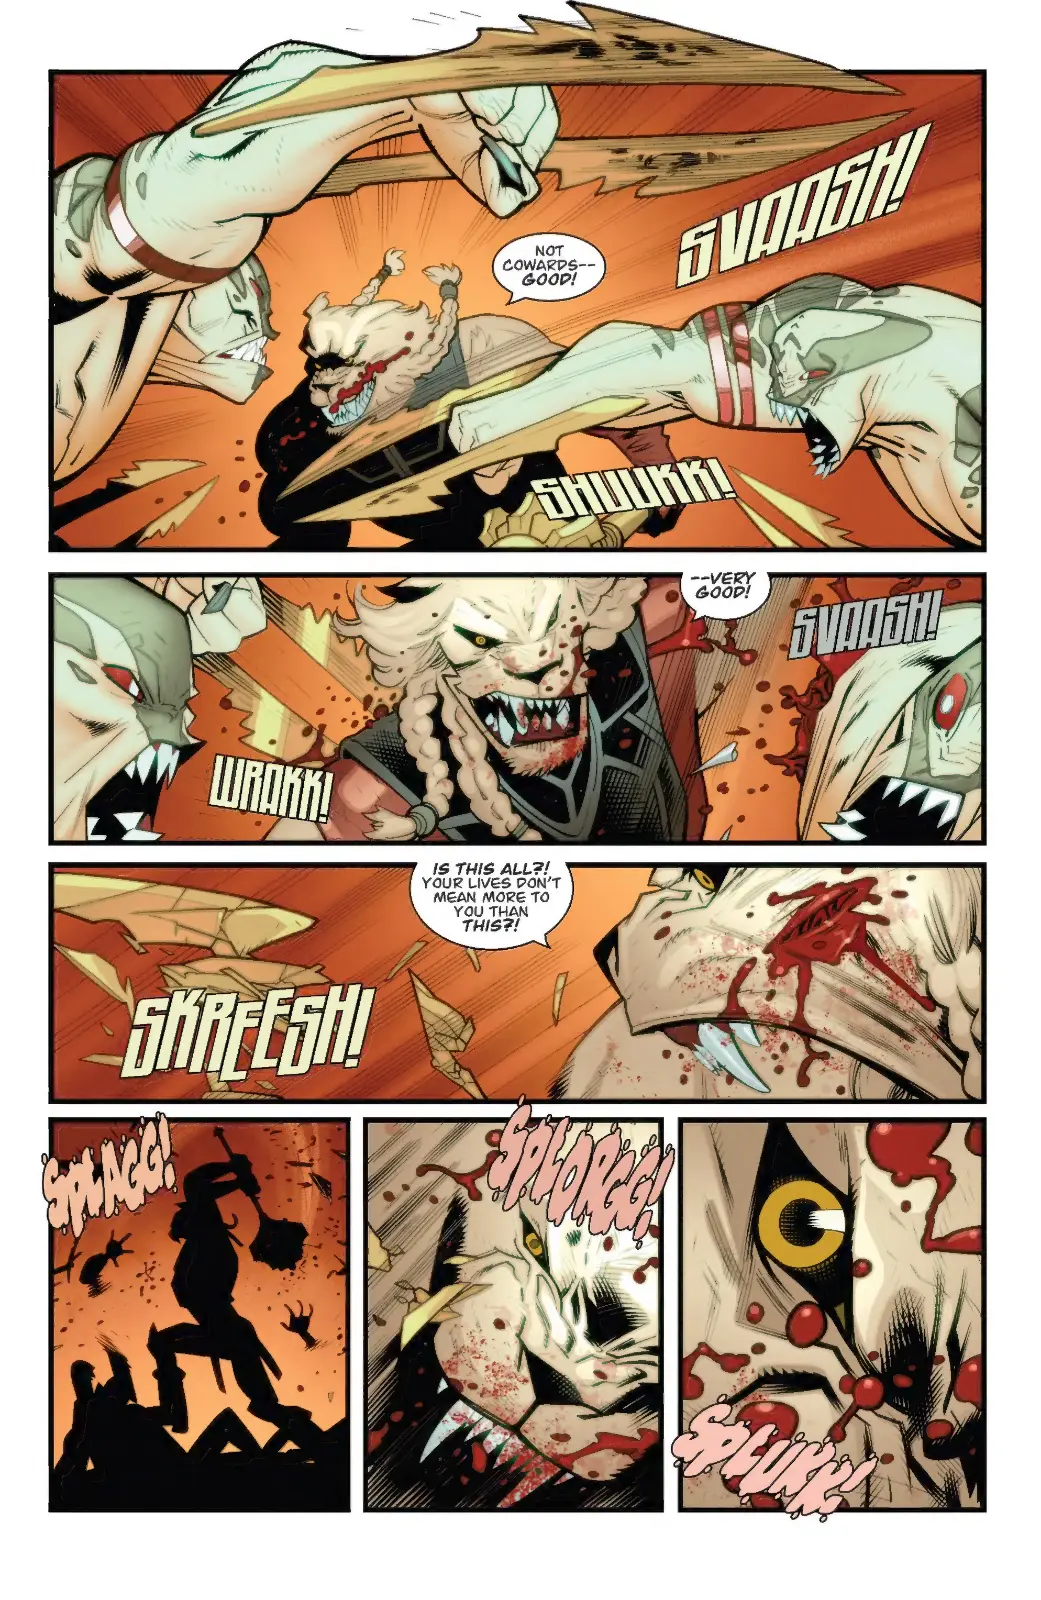 NOT
COWARDS--
GOOD!
SVAASH!
SHUUKK!
--VERY
GOOD!
SVAASH!
WRAKK!
IS THIS ALL?!
YOUR LIVES DON'T
MEAN MORE TO
YOU THAN
THIS?!
SKREESH!
SPLAGG!
SPLORGG!
SPLUKK!